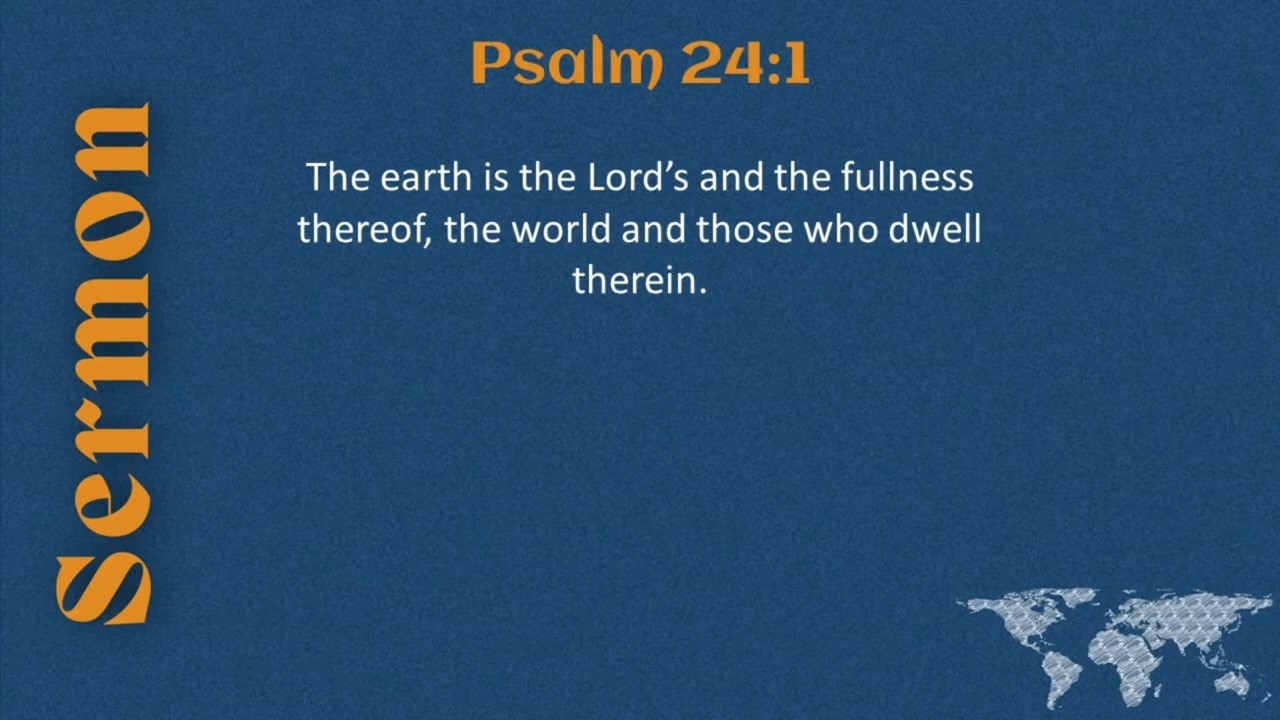 Psalm 24:1
The earth is the Lord’s and the fullness
thereof, the world and those who dwell
therein.
Sermon